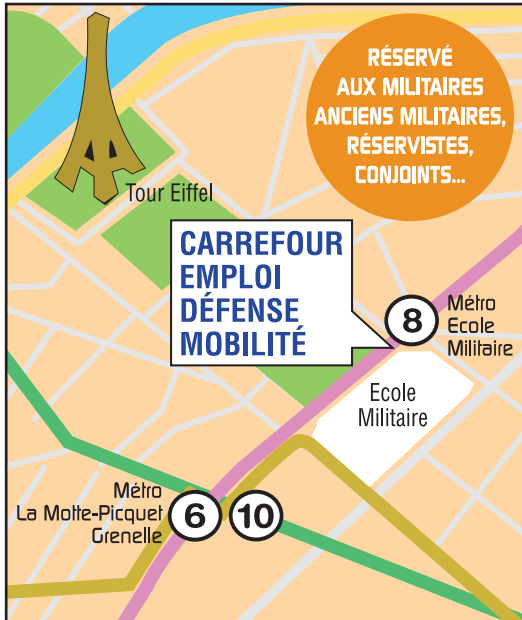 RÉSERVÉ
AUX MILITAIRES
ANCIENS MILITAIRES,
RÉSERVISTES,
CONJOINTS...
Tour Eiffel
CARREFOUR
EMPLOI
DÉFENSE
MOBILITÉ
8
Métro
Ecole
Militaire
Ecole
Militaire
Métro
La Motte-Picquet
Grenelle
6
10